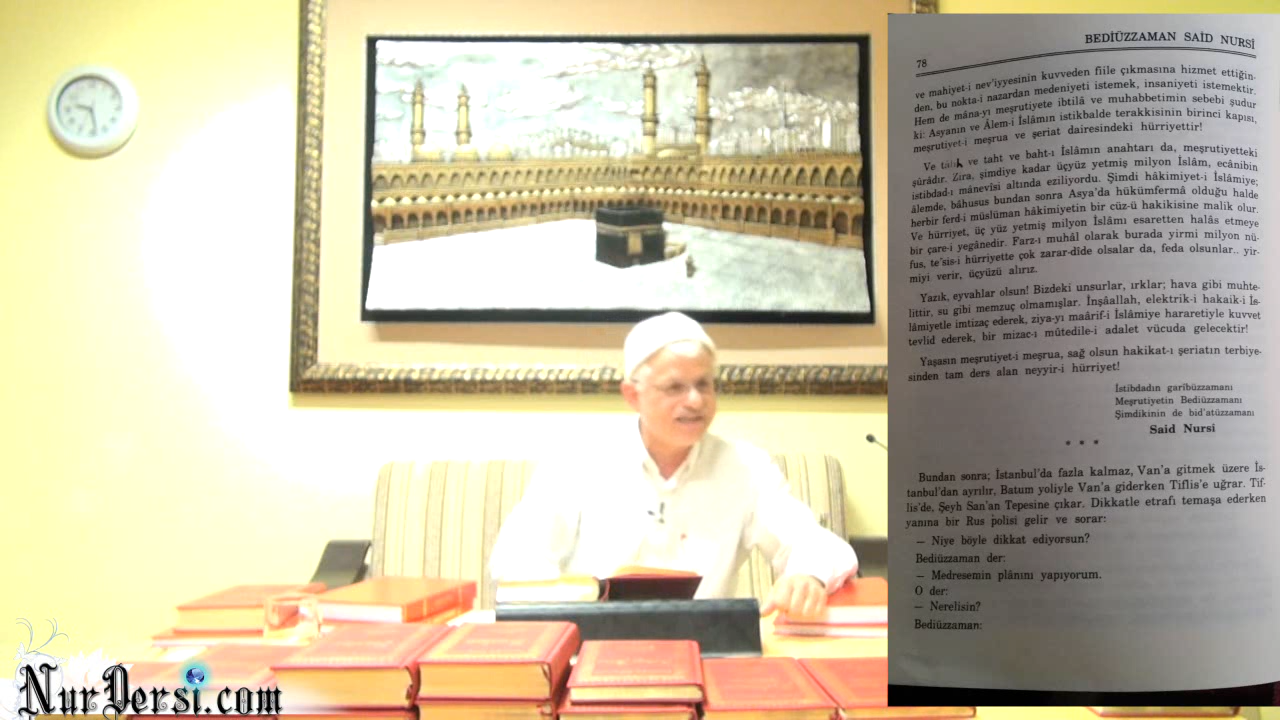 78
BEDİÜZZAMAN SAİD NURSÎ
ve mahiyet-i nev'iyyesinin kuvveden fiile çıkmasına hizmet ettiğin-
den, bu nokta-i nazardan medeniyeti istemek, insaniyeti istemektir.
Hem de mâna-yı meşrutiyete ibtilâ ve muhabbetimin sebebi şudur
ki: Asyanın ve Âlem-i İslâmın istikbalde terakkisinin birinci kapısı,
meşrutiyet-i meşrua ve şeriat dairesindeki hürriyettir!
Ve ve taht ve baht-ı İslâmın anahtarı da, meşrutiyetteki
şûrâdır. Zira, şimdiye kadar üçyüz yetmiş milyon İslâm, ecânibin
istibdad-ı mânevîsi altında eziliyordu. Şimdi hâkimiyet-i İslâmiye;
âlemde, bâhusus bundan sonra Asya'da hükümfermâ olduğu halde
herbir ferd-i müslüman hâkimiyetin bir cüz-ü hakikisine malik olur.
Ve hürriyet, üç yüz yetmiş milyon İslâmı esaretten halâs etmeye
bir çare-i yegânedir. Farz-ı muhâl olarak burada yirmi milyon nü-
fus, te'sis-i hürriyette çok zarar-dîde olsalar da, feda olsunlar.. yir-
miyi verir, üçyüzü alırız.
Yazık, eyvahlar olsun! Bizdeki unsurlar, ırklar; hava gibi muhte-
littir, su gibi memzuç olmamışlar. İnşâallah, elektrik-i hakaik-i İs-
lâmiyetle imtizaç ederek, ziya-yı maârif-i İslâmiye hararetiyle kuvvet
tevlid ederek, bir mizac-ı mûtedile-i adalet vücuda gelecektir!
Yaşasın meşrutiyet-i meşrua, sağ olsun hakikat-ı şeriatın terbiye-
sinden tam ders alan neyyir-i hürriyet!
İstibdadın garîbüzzamanı
Meşrutiyetin Bediüzzamanı
Şimdikinin de bid'atüzzamanı
Said Nursî
* * *
Bundan sonra; İstanbul'da fazla kalmaz, Van'a gitmek üzere İs-
tanbul'dan ayrılır, Batum yoliyle Van'a giderken Tiflis'e uğrar. Tif-
lis'de, Şeyh San'an Tepesine çıkar. Dikkatle etrafı temaşa ederken
yanına bir Rus polisi gelir ve sorar:
— Niye böyle dikkat ediyorsun?
Bediüzzaman der:
— Medresemin plânını yapıyorum.
O der:
— Nerelisin?
Bediüzzaman:
NurDersi.com